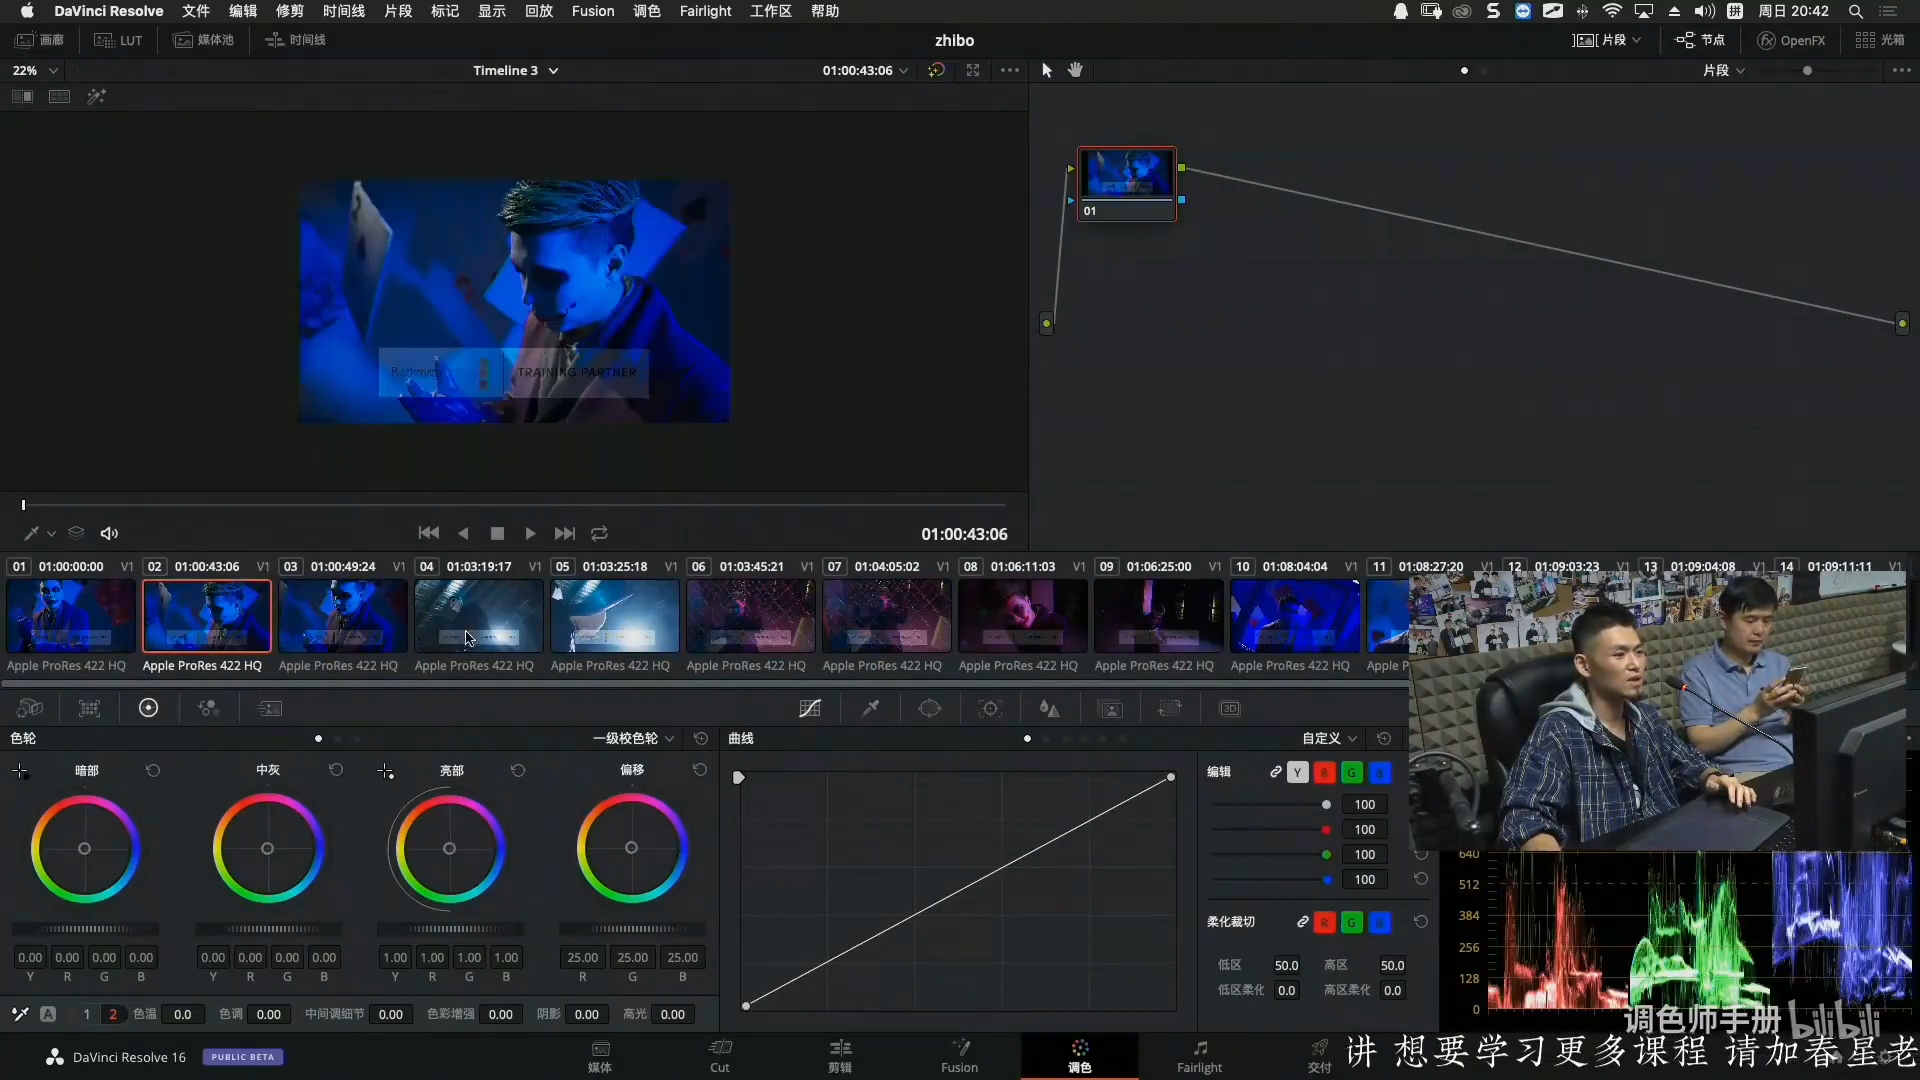 DaVinci Resolve 文件 编辑 修剪 时间线 片段 标记 显示 回放 Fusion 调色 Fairlight 工作区 帮助 周日 20:42
画廊 LUT 媒体池 时间线 zhibo 片段 节点 OpenFX 光箱
22% Timeline 3 01:00:43:06 片段
TRAINING PARTNER
01
01:00:43:06
01 01:00:00:00 V1 02 01:00:43:06 V1 03 01:00:49:24 V1 04 01:03:19:17 V1 05 01:03:25:18 V1 06 01:03:45:21 V1 07 01:04:05:02 V1 08 01:06:11:03 V1 09 01:06:25:00 V1 10 01:08:04:04 V1 11 01:08:27:20 V1 12 01:09:03:23 V1 13 01:09:04:08 V1 14 01:09:11:11 V1
Apple ProRes 422 HQ Apple ProRes 422 HQ Apple ProRes 422 HQ Apple ProRes 422 HQ Apple ProRes 422 HQ Apple ProRes 422 HQ Apple ProRes 422 HQ Apple ProRes 422 HQ Apple ProRes 422 HQ Apple ProRes 422 HQ Apple P
3D
色轮 一级校色轮 曲线 自定义
暗部 中灰 亮部 偏移 编辑 Y R G B
100
100
100
100
0.00 0.00 0.00 0.00 0.00 0.00 0.00 0.00 1.00 1.00 1.00 1.00 25.00 25.00 25.00
Y R G B Y R G B Y R G B R G B
柔化裁切 R G B
低区 50.0 高区 50.0
低区柔化 0.0 高区柔化 0.0
640
512
384
256
128
0
A 1 2 色温 0.0 色调 0.00 中间调细节 0.00 色彩增强 0.00 阴影 0.00 高光 0.00
调色师手册 bilibili
DaVinci Resolve 16 PUBLIC BETA 媒体 Cut 剪辑 Fusion 调色 Fairlight 交付
讲 想要学习更多课程 请加春星老